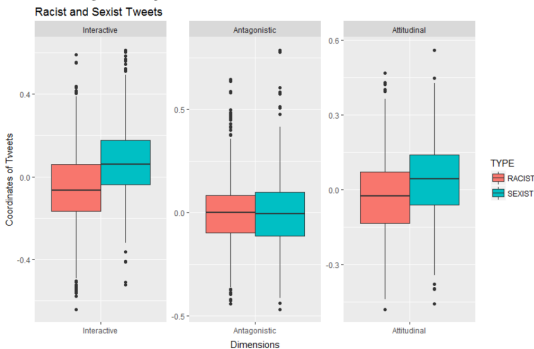 Racist and Sexist Tweets
Interactive
Antagonistic
Attitudinal
Coordinates of Tweets
0.4
0.0
-0.4
0.5
0.0
-0.5
0.6
0.3
0.0
-0.3
Interactive
Antagonistic
Attitudinal
Dimensions
TYPE
RACIST
SEXIST